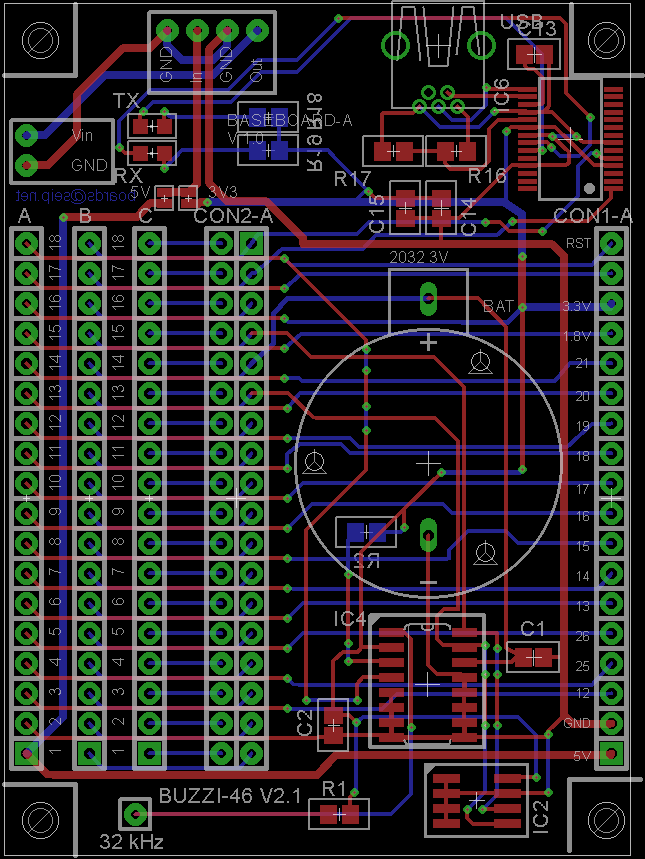 USB
C13
GND
In
GND
Out
C6
TX
BASEBOARD-A
V 1.0
Vin
RX
GND
R17
R16
5V
3V3
boards@seip.net
C15
C14
A
B
C
CON2-A
CON1-A
2032 3V
BAT
+
-
RST
3.3V
1.8V
21
20
19
18
17
16
15
14
13
26
25
12
GND
5V
18
17
16
15
14
13
12
11
10
9
8
7
6
5
4
3
2
1
18
17
16
15
14
13
12
11
10
9
8
7
6
5
4
3
2
1
R2
IC4
C1
C2
R1
IC2
BUZZI-46 V2.1
32 kHz